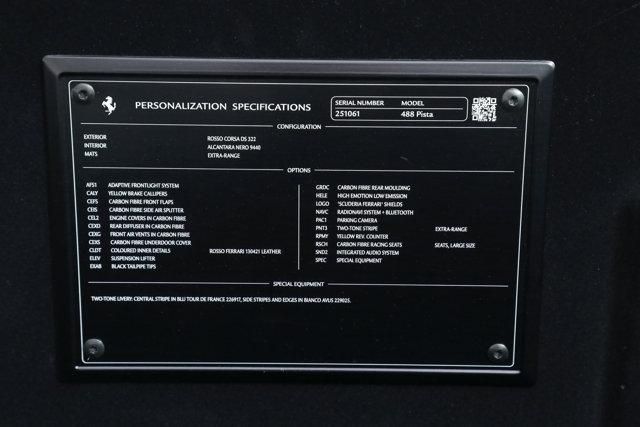 PERSONALIZATION SPECIFICATIONS
SERIAL NUMBER MODEL
251061 488 Pista
CONFIGURATION
EXTERIOR ROSSO CORSA DS 322
INTERIOR ALCANTARA NERO 9440
MATS EXTRA-RANGE
OPTIONS
AFS1 ADAPTIVE FRONTLIGHT SYSTEM
CALY YELLOW BRAKE CALLIPERS
CEFS CARBON FIBRE FRONT FLAPS
CEIS CARBON FIBRE SIDE AIR SPLITTER
CEL2 ENGINE COVERS IN CARBON FIBRE
CEXD REAR DIFFUSER IN CARBON FIBRE
CEXG FRONT AIR VENTS IN CARBON FIBRE
CEXS CARBON FIBRE UNDERDOOR COVER
CLDT COLOURED INNER DETAILS ROSSO FERRARI 130421 LEATHER
ELEV SUSPENSION LIFTER
EXAB BLACK TAILPIPE TIPS
GRDC CARBON FIBRE REAR MOULDING
HELE HIGH EMOTION LOW EMISSION
LOGO "SCUDERIA FERRARI" SHIELDS
NAVC RADIONAVI SYSTEM + BLUETOOTH
PAC1 PARKING CAMERA
PNT3 TWO-TONE STRIPE EXTRA-RANGE
RPMY YELLOW REV. COUNTER
RSCH CARBON FIBRE RACING SEATS SEATS, LARGE SIZE
SND2 INTEGRATED AUDIO SYSTEM
SPEC SPECIAL EQUIPMENT
SPECIAL EQUIPMENT
TWO-TONE LIVERY: CENTRAL STRIPE IN BLU TOUR DE FRANCE 226917, SIDE STRIPES AND EDGES IN BIANCO AVUS 229025.